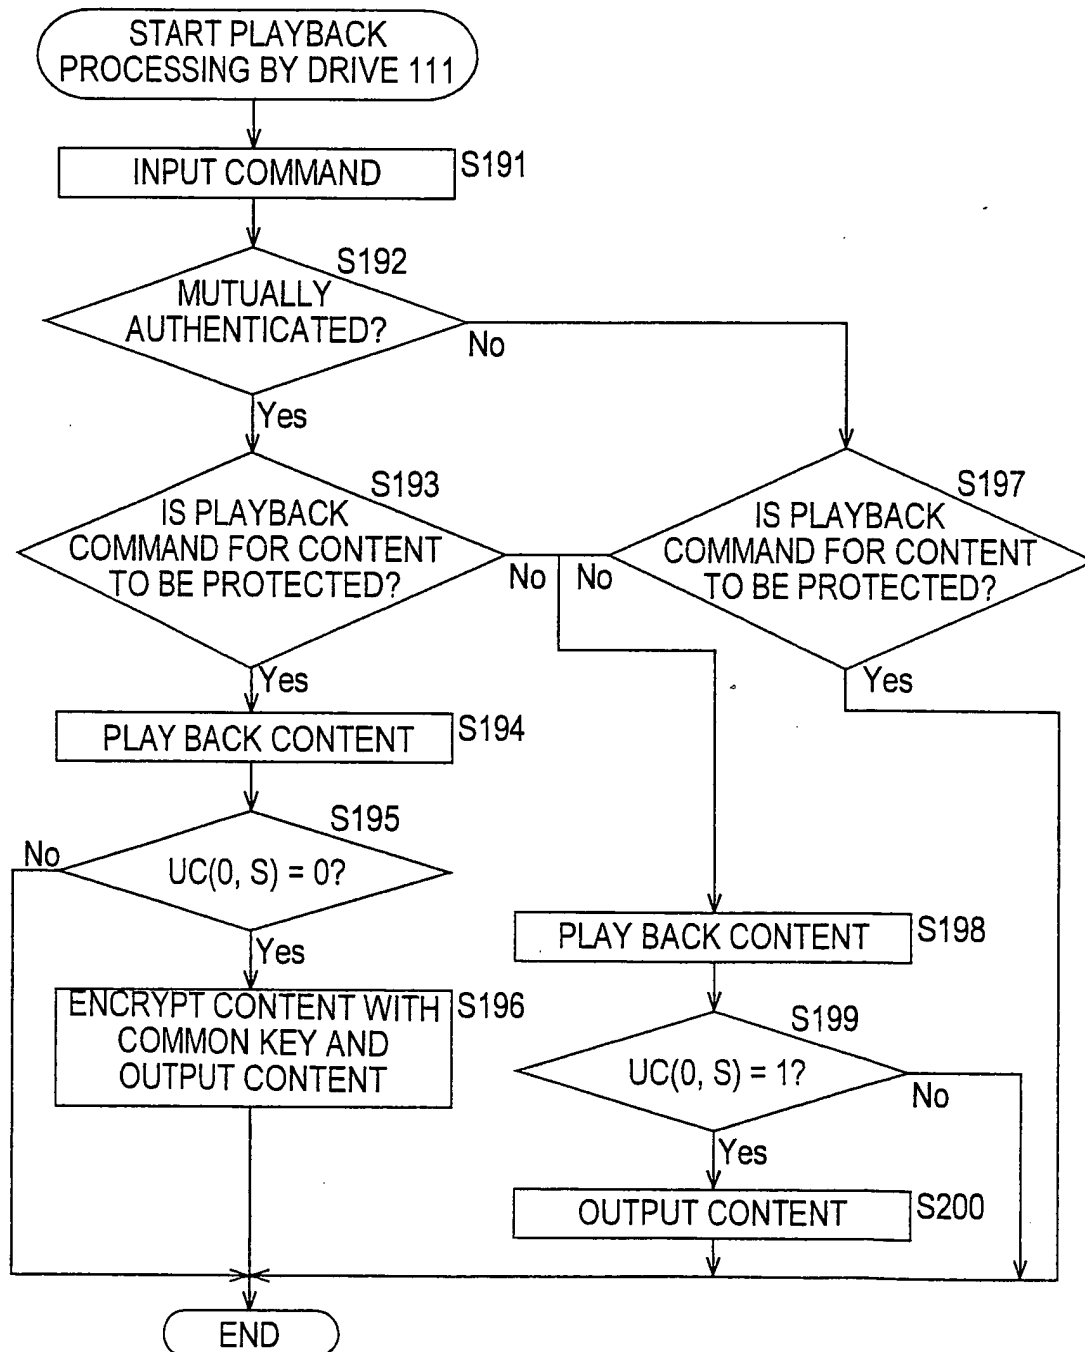 START PLAYBACK
PROCESSING BY DRIVE 111
INPUT COMMAND
S191
S192
MUTUALLY
AUTHENTICATED?
No
Yes
S193
IS PLAYBACK
COMMAND FOR CONTENT
TO BE PROTECTED?
No
Yes
S197
IS PLAYBACK
COMMAND FOR CONTENT
TO BE PROTECTED?
No
Yes
PLAY BACK CONTENT
S194
S195
UC(0, S) = 0?
No
Yes
ENCRYPT CONTENT WITH
COMMON KEY AND
OUTPUT CONTENT
S196
PLAY BACK CONTENT
S198
S199
UC(0, S) = 1?
No
Yes
OUTPUT CONTENT
S200
END